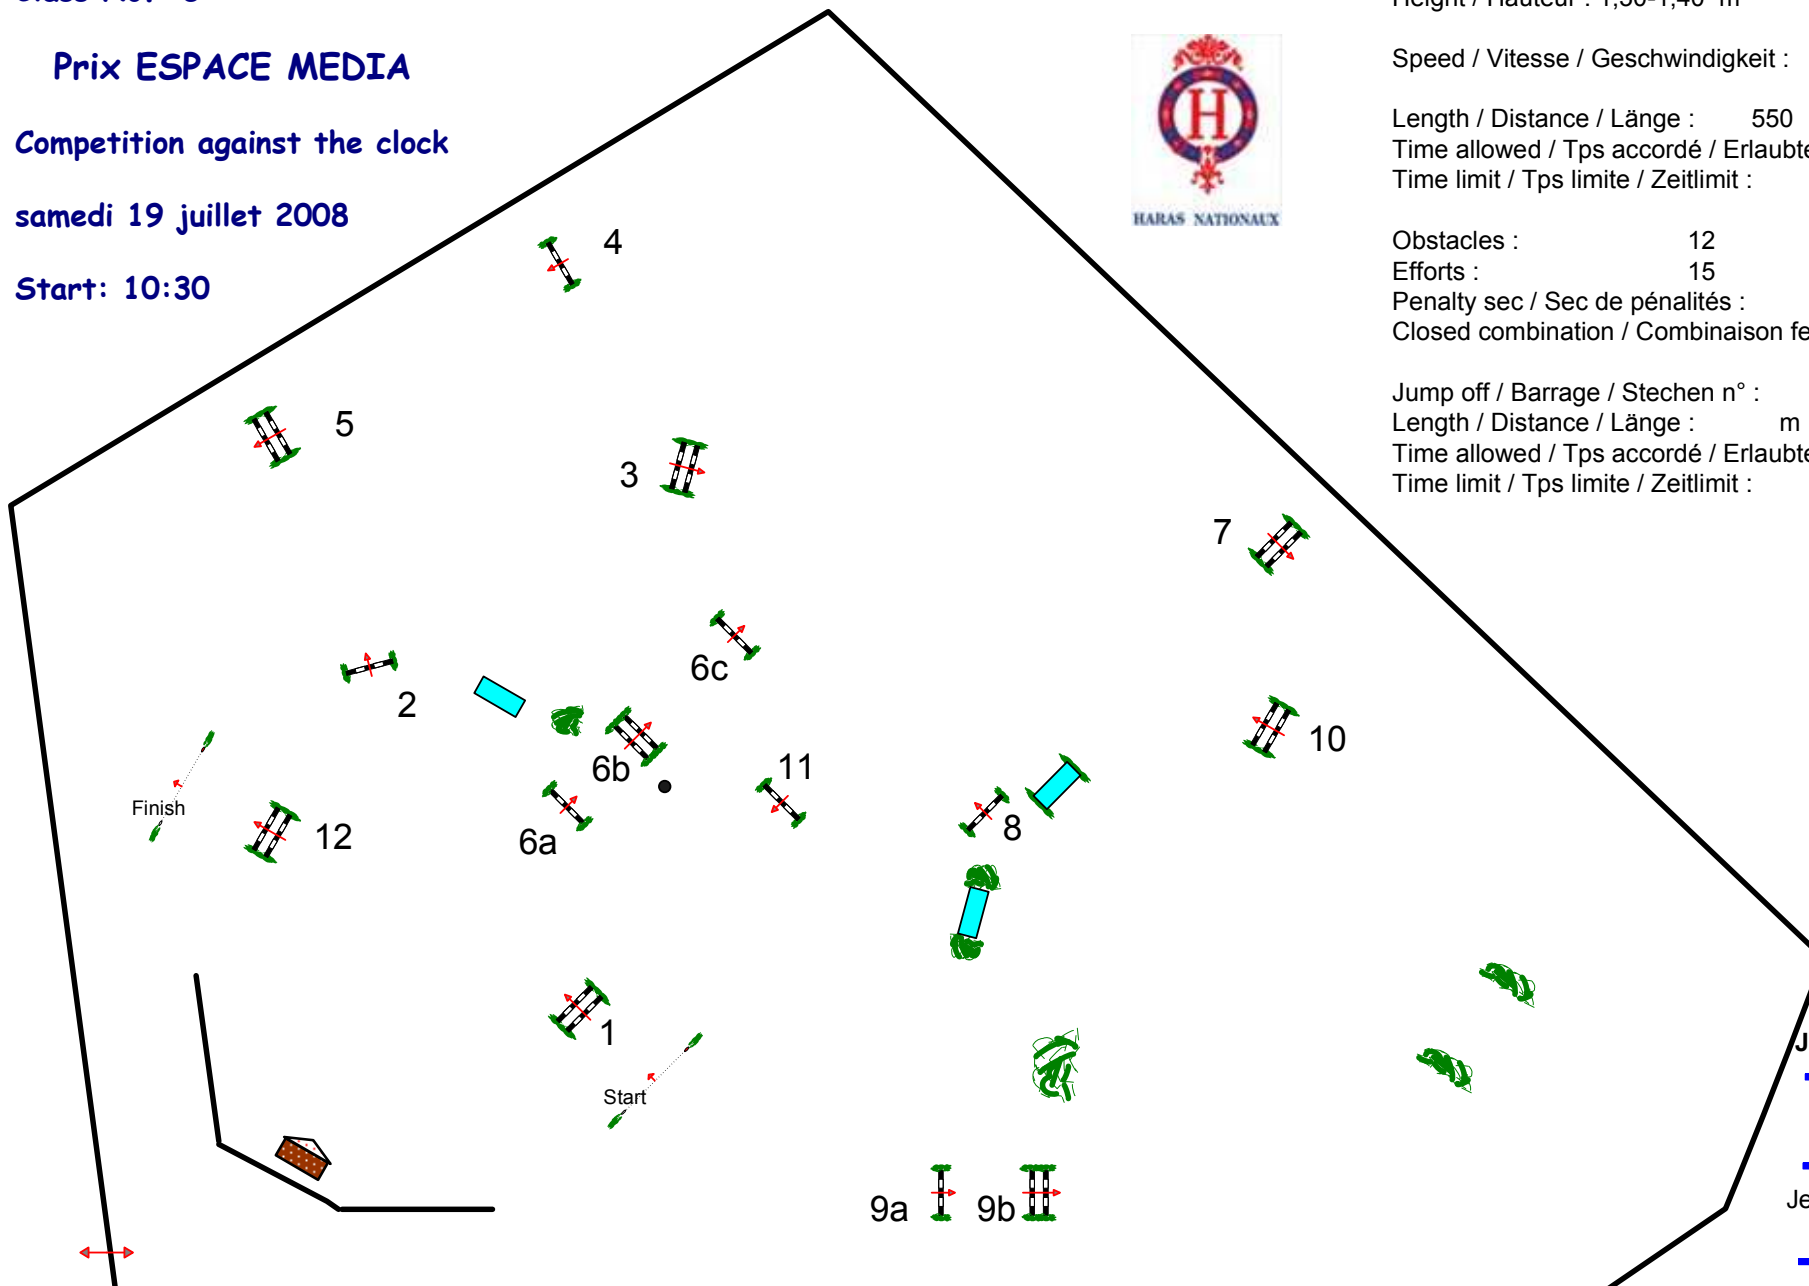 Prix ESPACE MEDIA
Competition against the clock
samedi 19 juillet 2008
Start: 10:30
HARAS NATIONAUX
H
Speed / Vitesse / Geschwindigkeit :
Length / Distance / Länge : 550
Time allowed / Tps accordé / Erlaubte
Time limit / Tps limite / Zeitlimit :
Obstacles : 12
Efforts : 15
Penalty sec / Sec de pénalités :
Closed combination / Combinaison fe
Jump off / Barrage / Stechen n° :
Length / Distance / Länge : m
Time allowed / Tps accordé / Erlaubte
Time limit / Tps limite / Zeitlimit :
4
5
3
7
6c
2
10
6b
11
Finish
8
12
6a
1
Start
J
9a
9b
Je